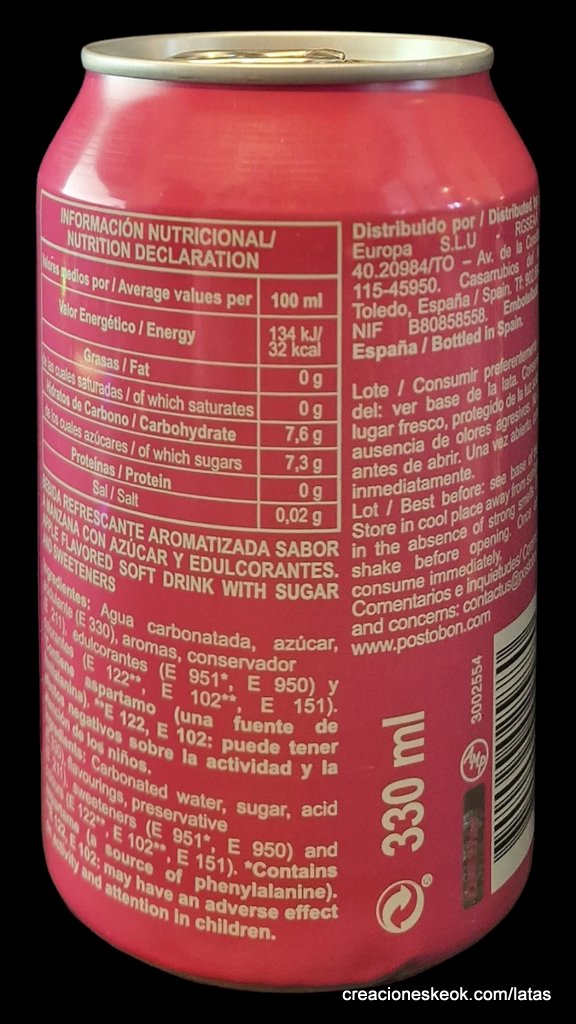 INFORMACIÓN NUTRICIONAL/
NUTRITION DECLARATION
medios por / Average values per 100 ml
Valor Energético / Energy 134 kJ/
32 kcal
Grasas / Fat 0 g
de las cuales saturadas / of which saturates 0 g
Hidratos de Carbono / Carbohydrate 7,6 g
de los cuales azúcares / of which sugars 7,3 g
Proteínas / Protein 0 g
Sal / Salt 0,02 g
BEBIDA REFRESCANTE AROMATIZADA SABOR
A MANZANA CON AZÚCAR Y EDULCORANTES.
APPLE FLAVORED SOFT DRINK WITH SUGAR
AND SWEETENERS
Ingredientes: Agua carbonatada, azúcar,
(E 330), aromas, conservador
(E 211), edulcorantes (E 951*, E 950) y
(E 122**, E 102**, E 151).
*Contiene aspartamo (una fuente de
**E 122, E 102: puede tener
negativos sobre la actividad y la
de los niños.
Carbonated water, sugar, acid
flavourings, preservative
sweeteners (E 951*, E 950) and
(E 122**, E 102**, E 151). *Contains
(a source of phenylalanine).
E 122, E 102: may have an adverse effect
activity and attention in children.
Distribuido por / Distributed by
Europa S.L.U
40.20984/TO – Av. de la
115-45950. Casarrubios del
Toledo, España / Spain. Tf:
NIF B80858558.
España / Bottled in Spain.
Lote / Consumir preferentemente
del: ver base de la lata.
lugar fresco, protegido de la luz
ausencia de olores agresivos.
antes de abrir. Una vez abierto
inmediatamente.
Lot / Best before: see base of
Store in cool place away from
in the absence of strong
shake before opening. Once
consume immediately.
Comentarios e inquietudes/
and concerns:
www.postobon.com
330 ml
3002554
AMP
creacioneskeok.com/latas